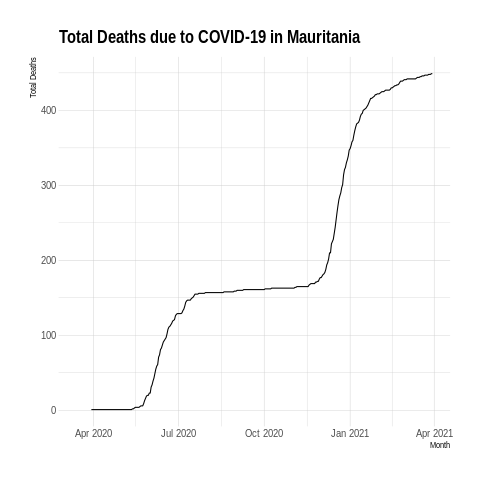 Total Deaths due to COVID-19 in Mauritania
Total Deaths
400
300
200
100
0
Apr 2020 Jul 2020 Oct 2020 Jan 2021 Apr 2021
Month